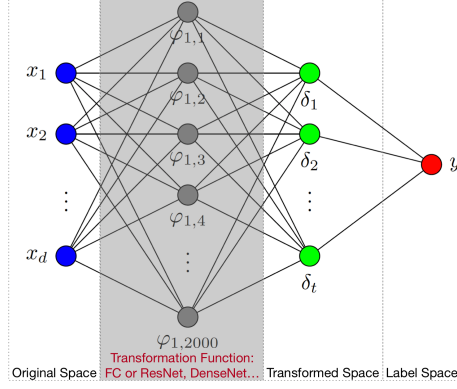 φ1,1
x1
φ1,2
δ1
x2
φ1,3
δ2
y
φ1,4
⋮
⋮
⋮
xd
δt
φ1,2000
Transformation Function:
Original Space FC or ResNet, DenseNet... Transformed Space Label Space